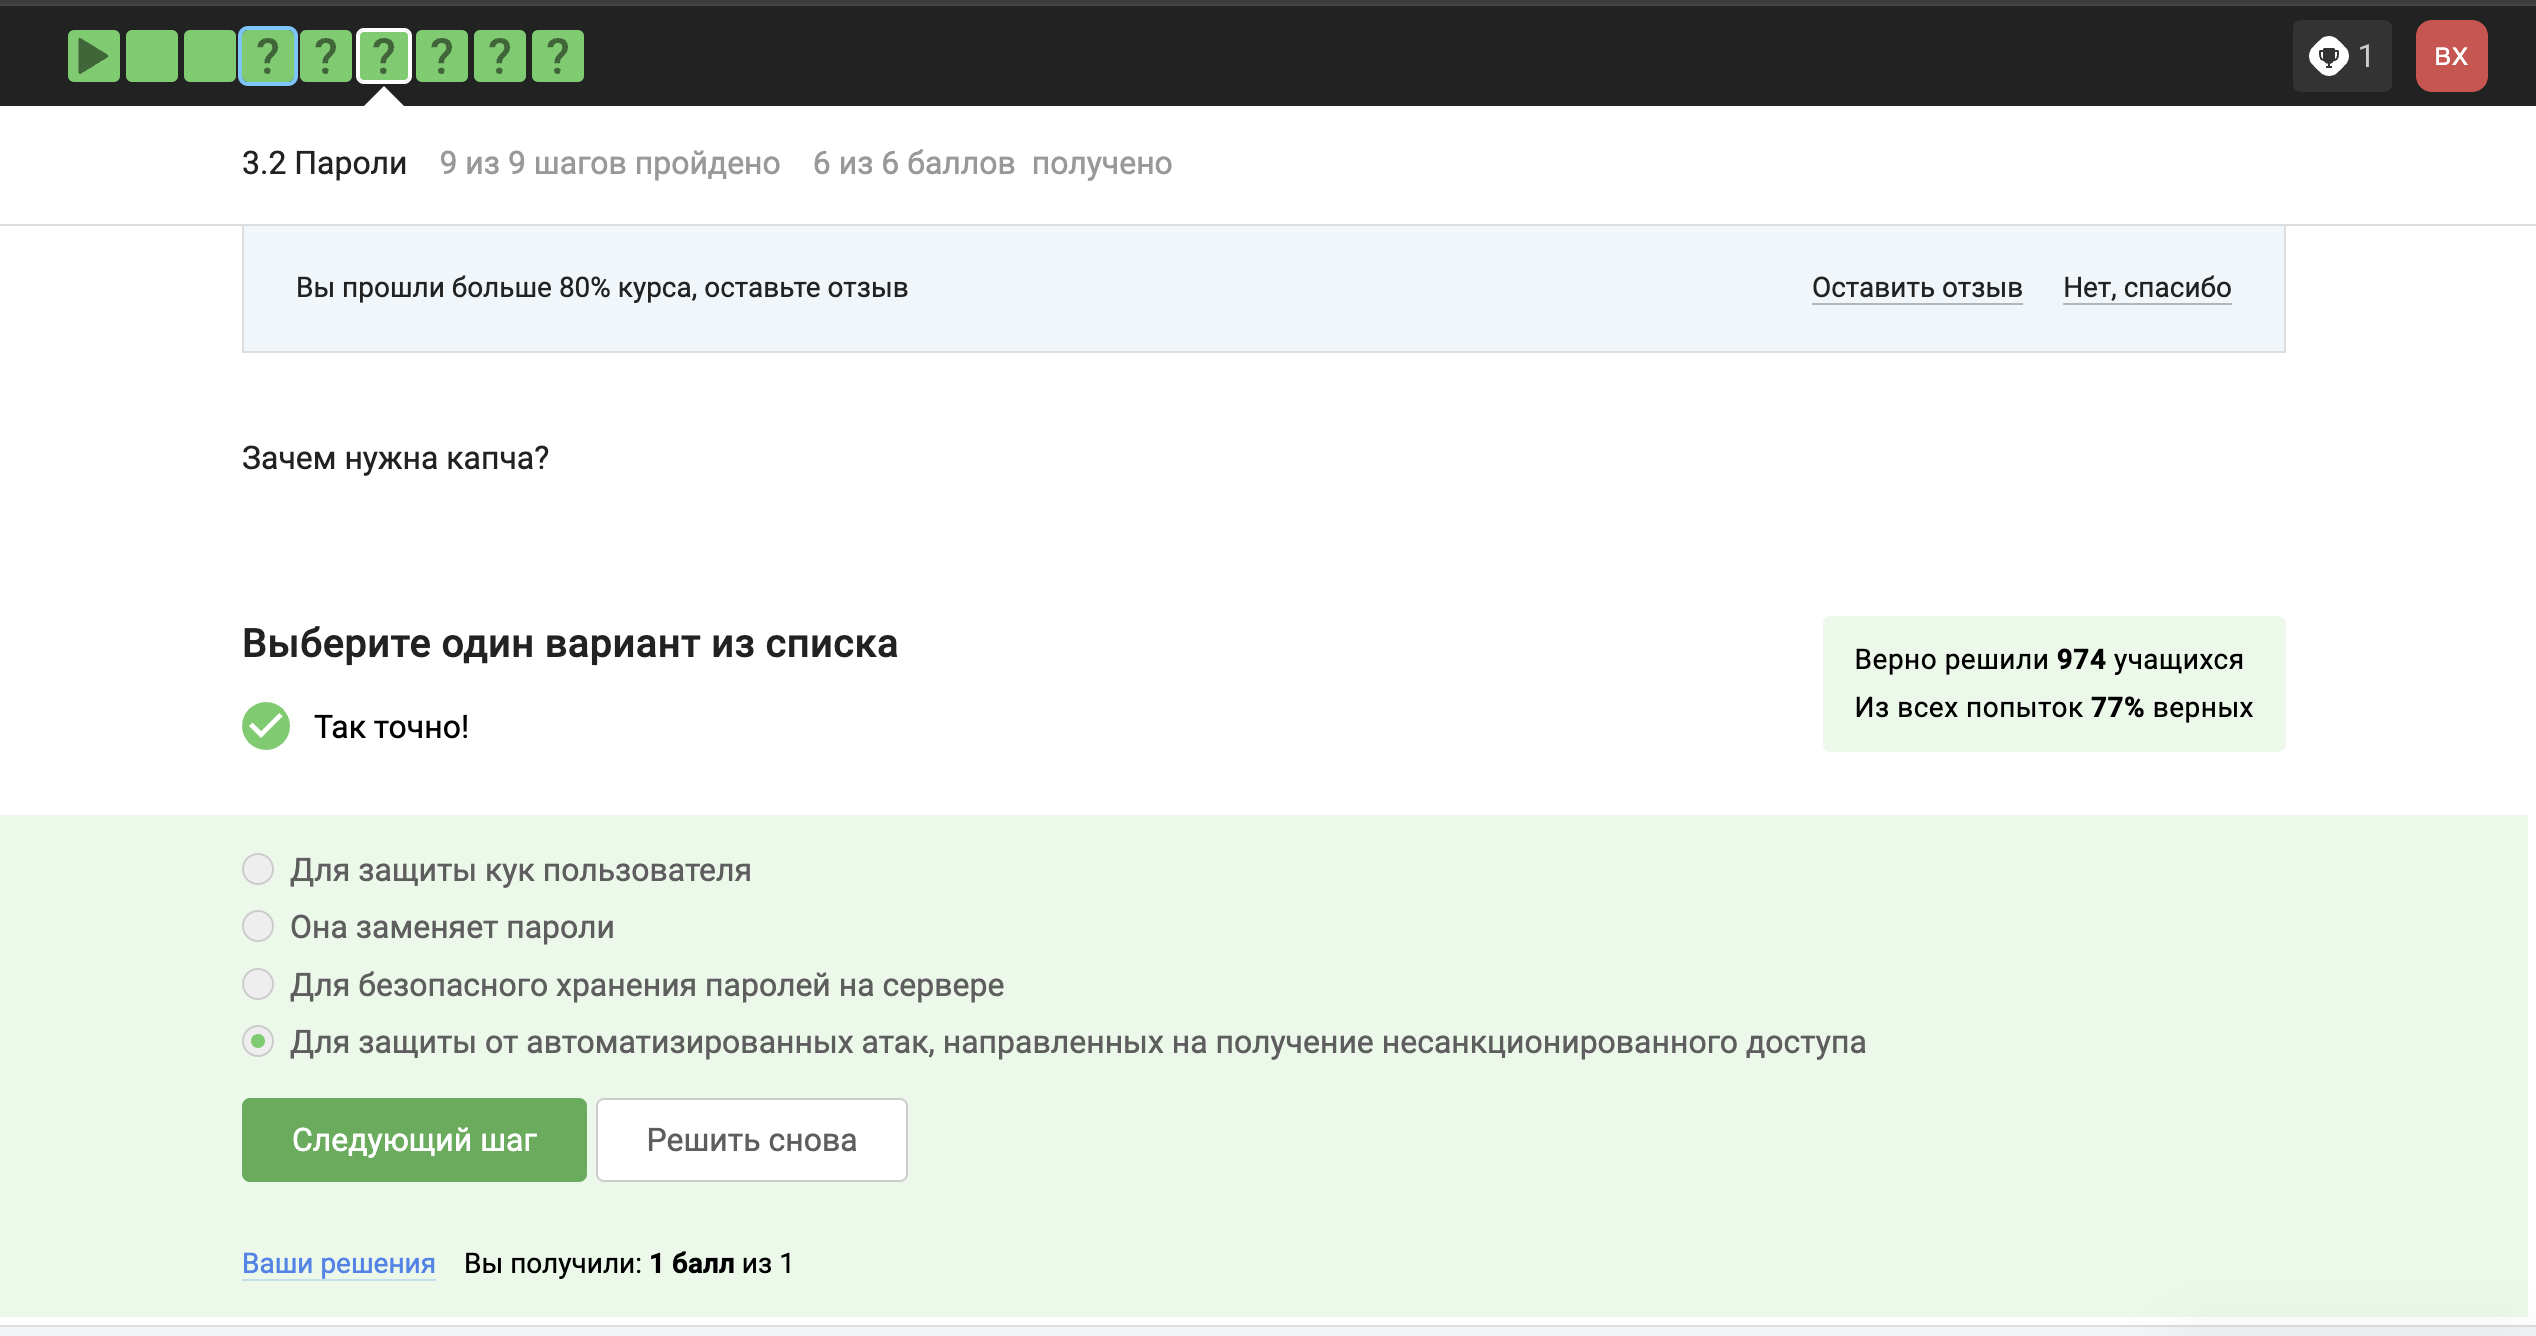 ? ? ? ? ? ?
1
ВХ
3.2 Пароли 9 из 9 шагов пройдено 6 из 6 баллов получено
Вы прошли больше 80% курса, оставьте отзыв Оставить отзыв Нет, спасибо
Зачем нужна капча?
Выберите один вариант из списка
Так точно!
Верно решили 974 учащихся
Из всех попыток 77% верных
Для защиты кук пользователя
Она заменяет пароли
Для безопасного хранения паролей на сервере
Для защиты от автоматизированных атак, направленных на получение несанкционированного доступа
Следующий шаг Решить снова
Ваши решения Вы получили: 1 балл из 1